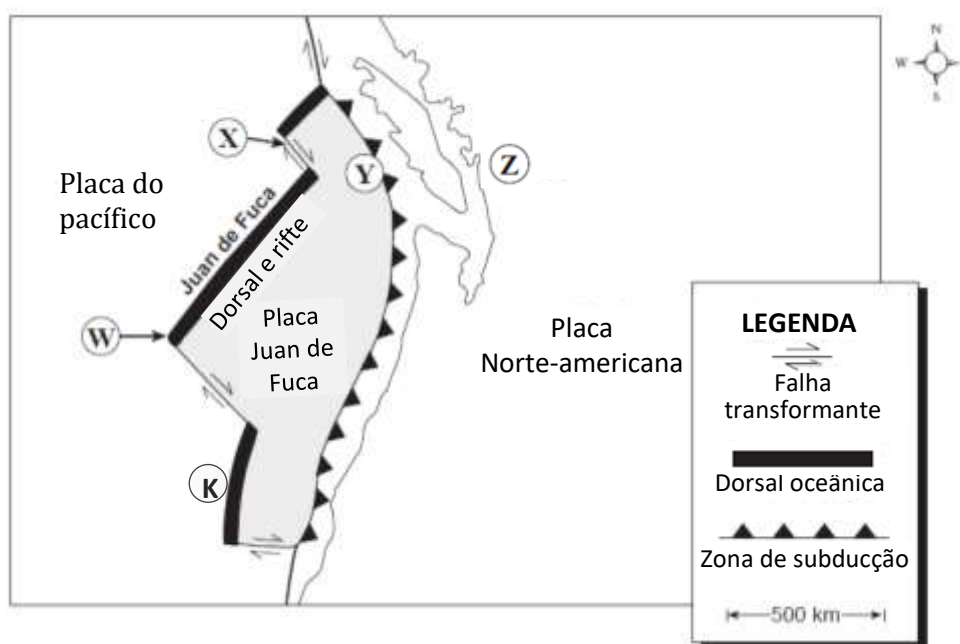 N
W
S
X
Y
Z
Placa do
pacífico
Juan de Fuca
Dorsal e rifte
W
Placa
Juan de
Fuca
Placa
Norte-americana
K
LEGENDA
Falha
transformante
Dorsal oceänica
Zona de subducção
500 km